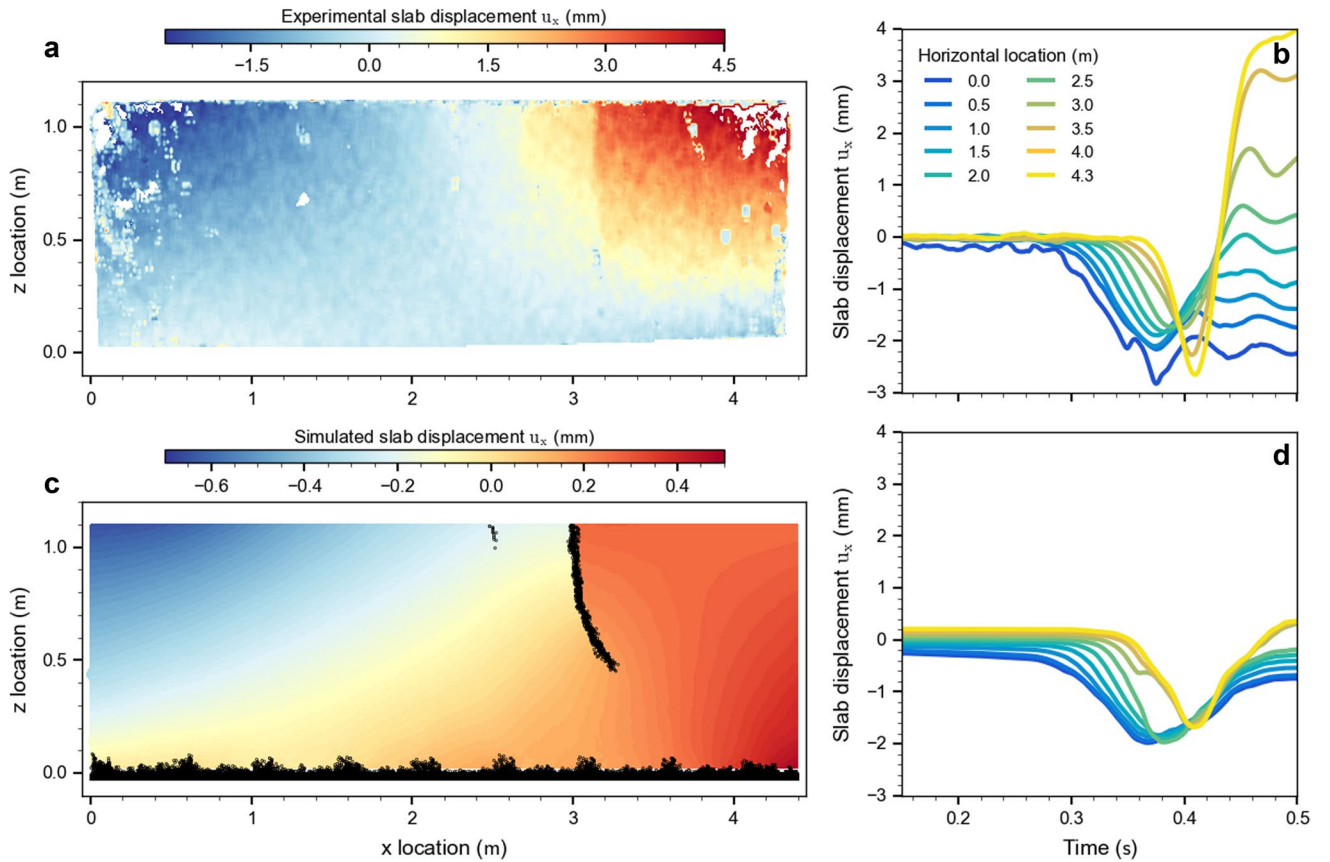 Experimental slab displacement uₓ (mm)
a
−1.5 0.0 1.5 3.0 4.5
z location (m)
1.0
0.5
0.0
0 1 2 3 4
b
Slab displacement uₓ (mm)
4
3
2
1
0
−1
−2
−3
Horizontal location (m)
0.0 2.5
0.5 3.0
1.0 3.5
1.5 4.0
2.0 4.3
Simulated slab displacement uₓ (mm)
c
−0.6 −0.4 −0.2 0.0 0.2 0.4
z location (m)
1.0
0.5
0.0
0 1 2 3 4
x location (m)
d
Slab displacement uₓ (mm)
4
3
2
1
0
−1
−2
−3
0.2 0.3 0.4 0.5
Time (s)